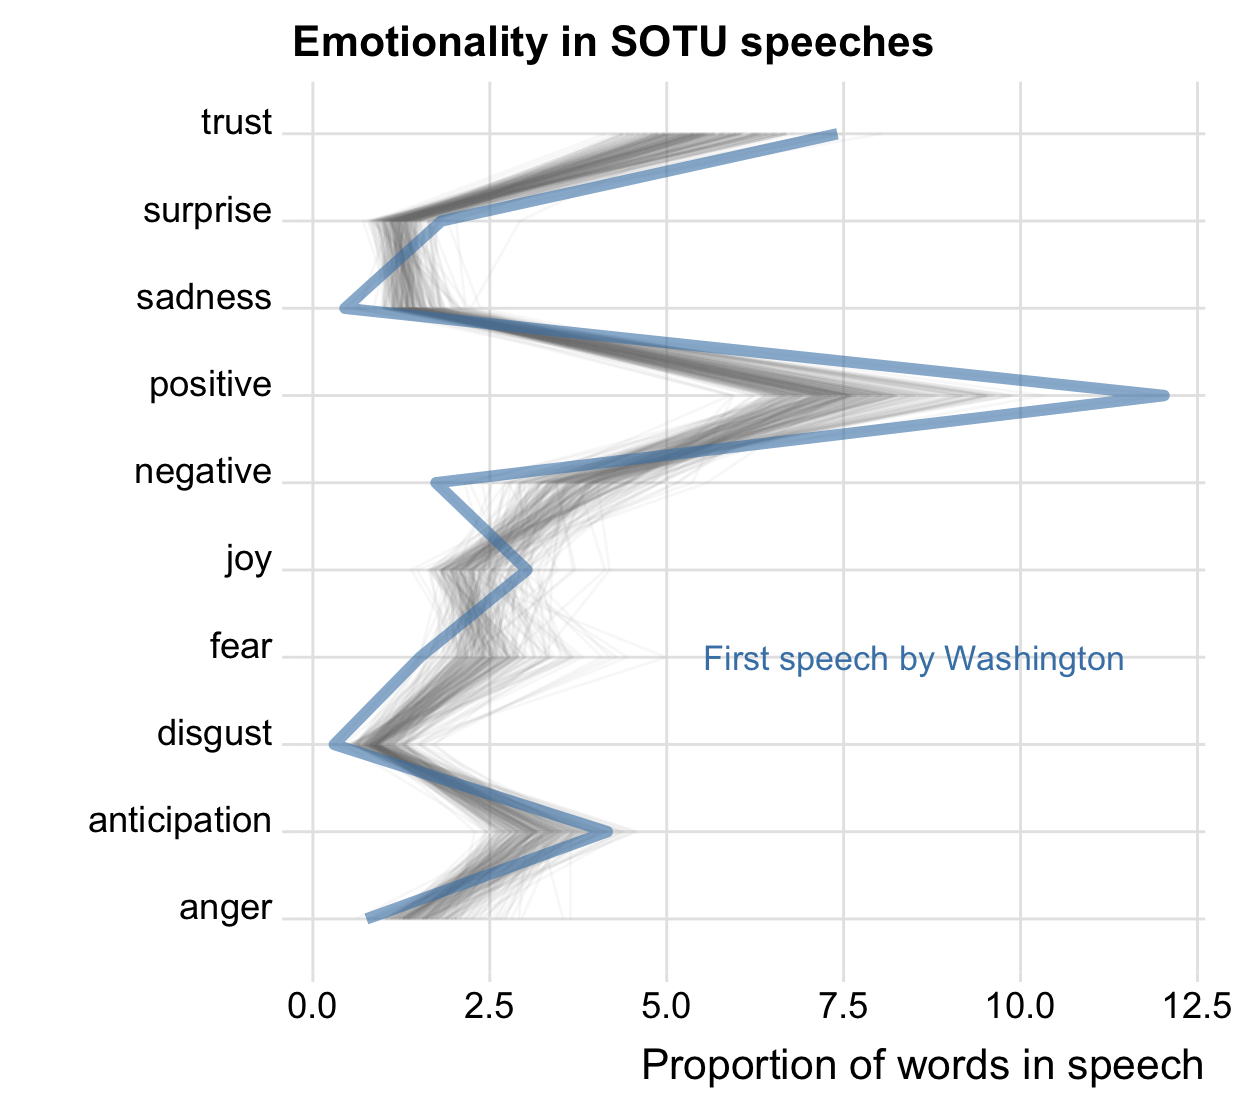 Emotionality in SOTU speeches
trust
surprise
sadness
positive
negative
joy
fear
First speech by Washington
disgust
anticipation
anger
0.0 2.5 5.0 7.5 10.0 12.5
Proportion of words in speech